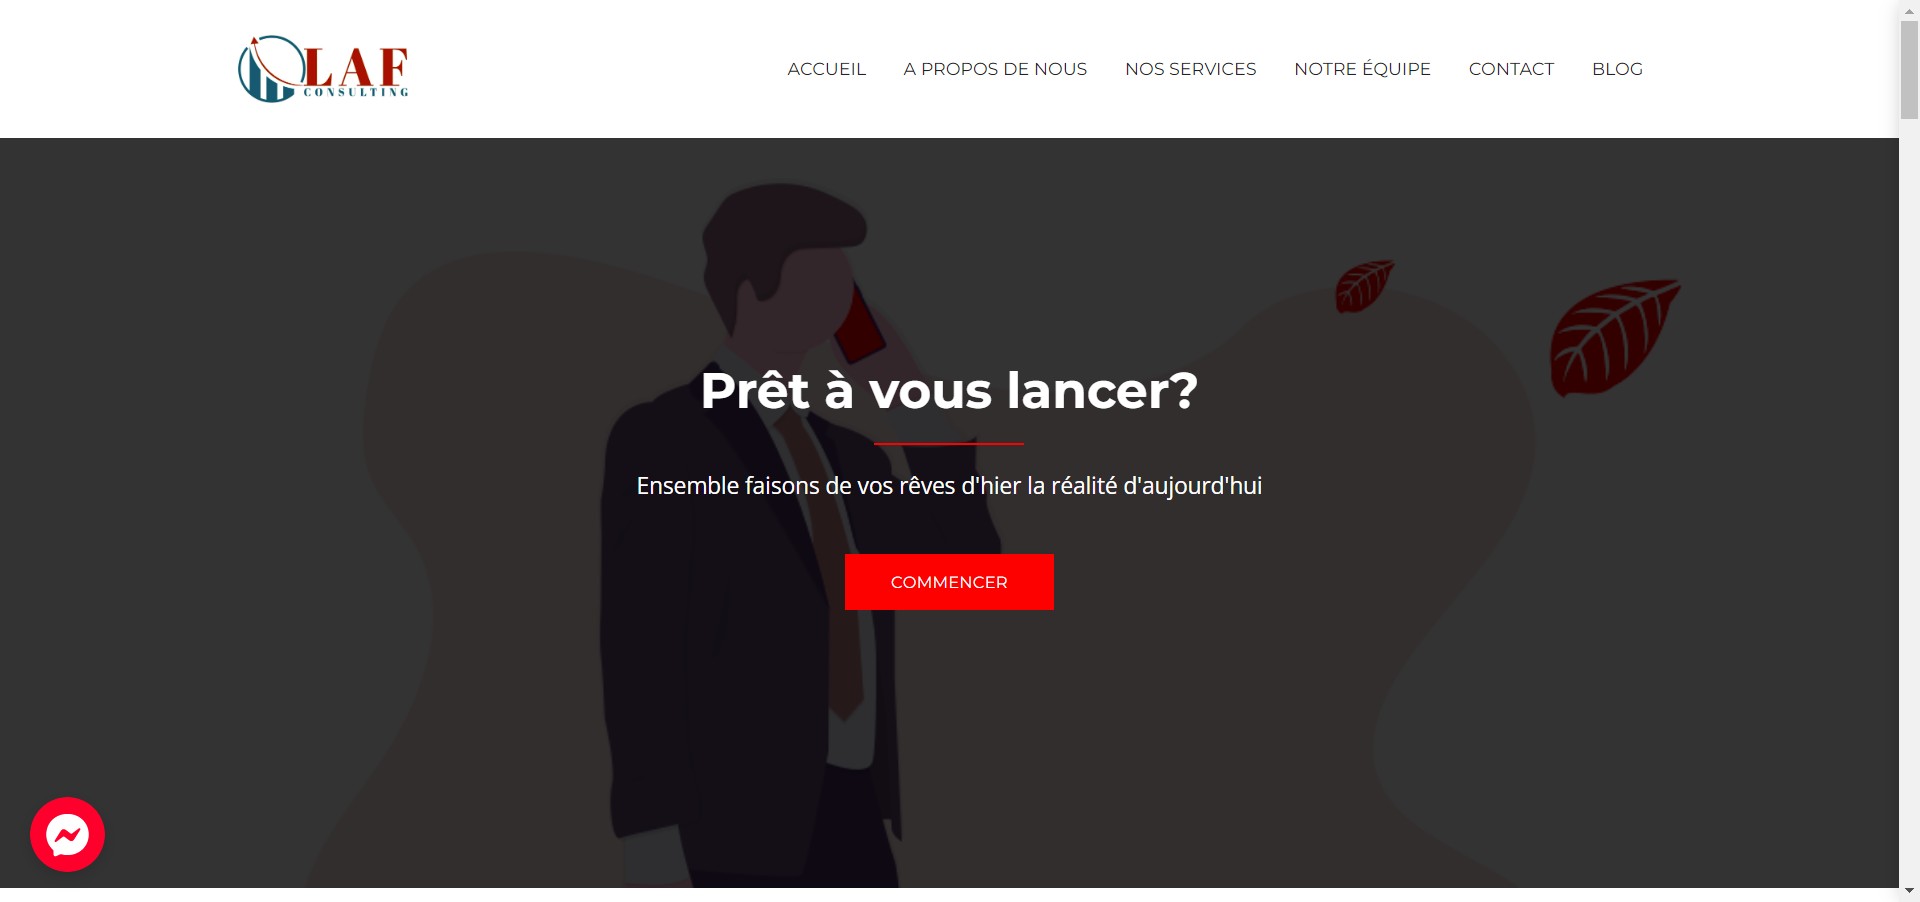 LAF
CONSULTING
ACCUEIL A PROPOS DE NOUS NOS SERVICES NOTRE ÉQUIPE CONTACT BLOG
Prêt à vous lancer?
Ensemble faisons de vos rêves d'hier la réalité d'aujourd'hui
COMMENCER